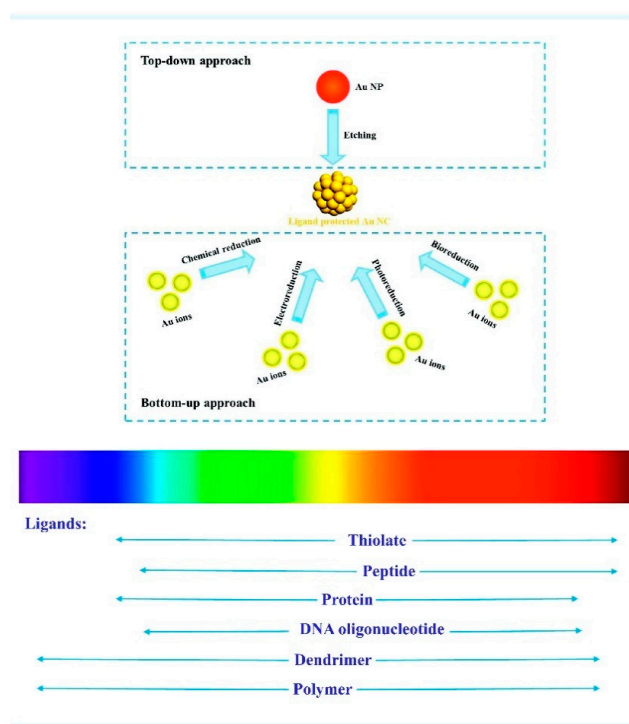 Top-down approach
Au NP
Etching
Ligand protected Au NC
Chemical reduction
Electroreduction
Photoreduction
Bioreduction
Au ions
Au ions
Au ions
Au ions
Bottom-up approach
Ligands:
Thiolate
Peptide
Protein
DNA oligonucleotide
Dendrimer
Polymer